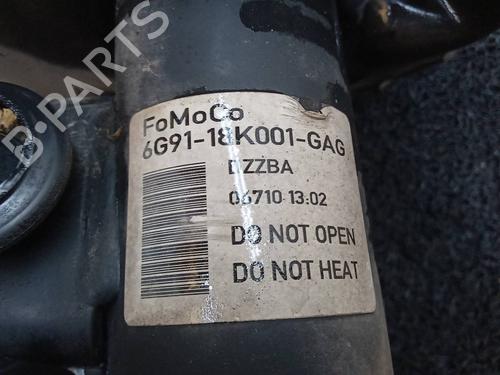 FoMoCo
6G91-18K001-GAG
DZZBA
06710 13:02
DO NOT OPEN
DO NOT HEAT
B-PARTS